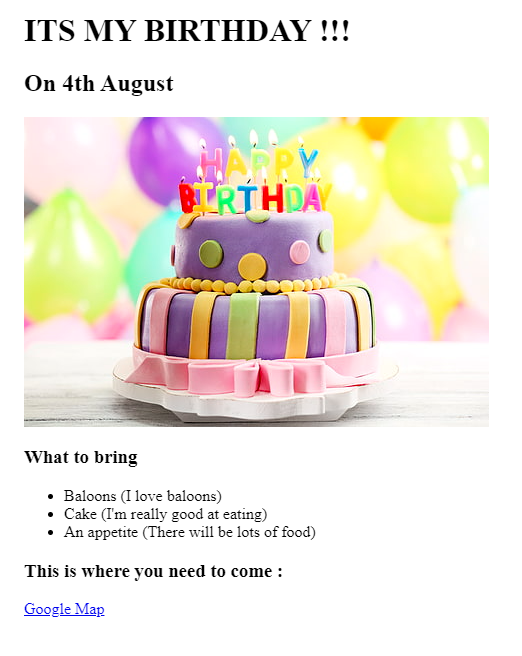 ITS MY BIRTHDAY !!!
On 4th August
HAPPY
BIRTHDAY
What to bring
Baloons (I love baloons)
Cake (I'm really good at eating)
An appetite (There will be lots of food)
This is where you need to come :
Google Map